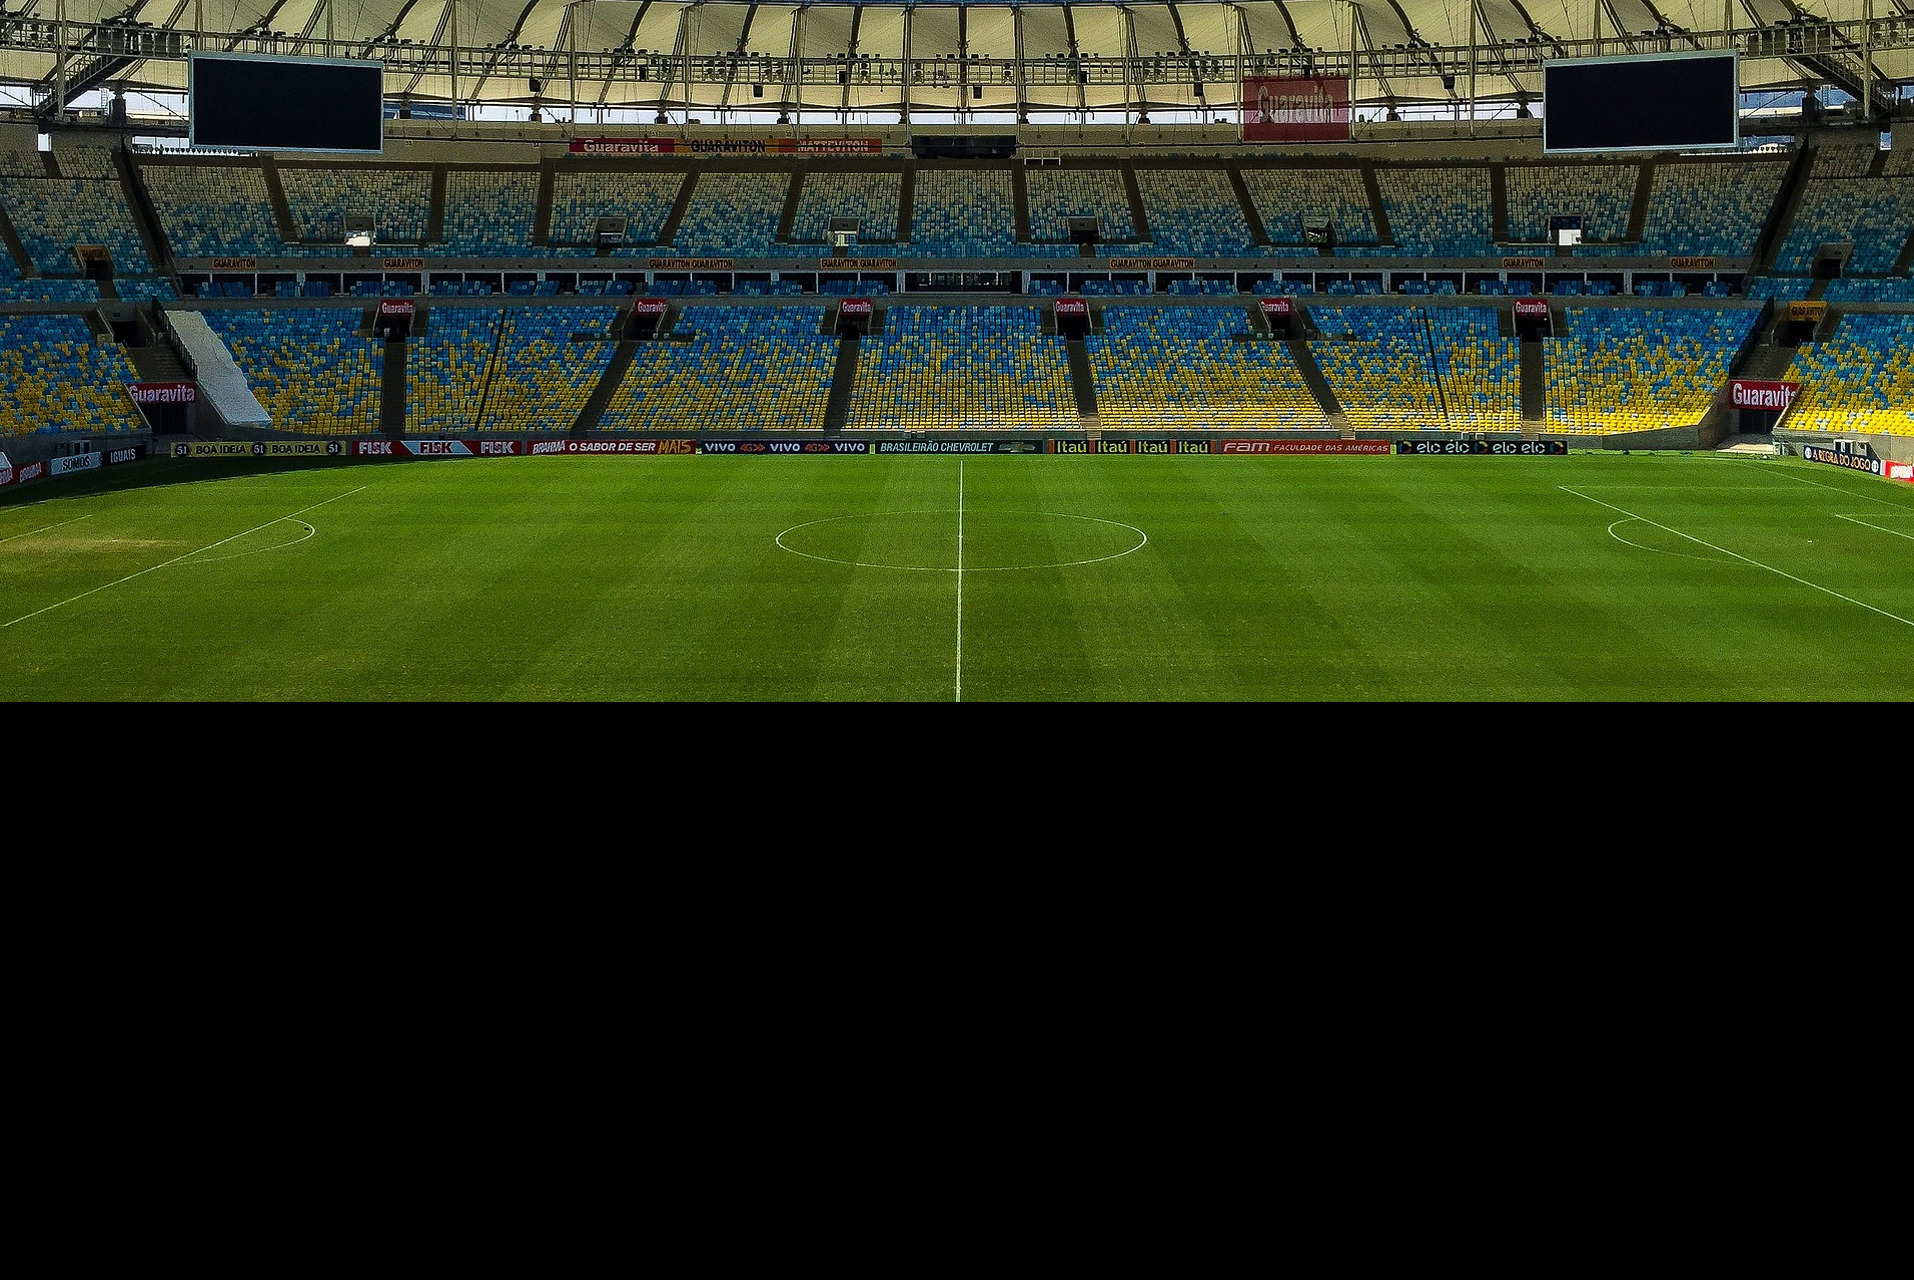 Guaravita
Guaravita GUARAVITON MATTEVITON
GUARAVITON GUARAVITON GUARAVITON GUARAVITON GUARAVITON GUARAVITON GUARAVITON GUARAVITON GUARAVITON GUARAVITON
Guaravita Guaravita Guaravita Guaravita Guaravita Guaravita GUARAVITON
Guaravita Guaravita
51 BOA IDEIA 51 BOA IDEIA 51 FISK FISK FISK BRAHMA O SABOR DE SER MAIS VIVO 4G VIVO 4G VIVO BRASILEIRÃO CHEVROLET Itaú Itaú Itaú Itaú FAM FACULDADE DAS AMÉRICAS elo elo elo elo
BRAHMA SOMOS IGUAIS A REGRA DO JOGO